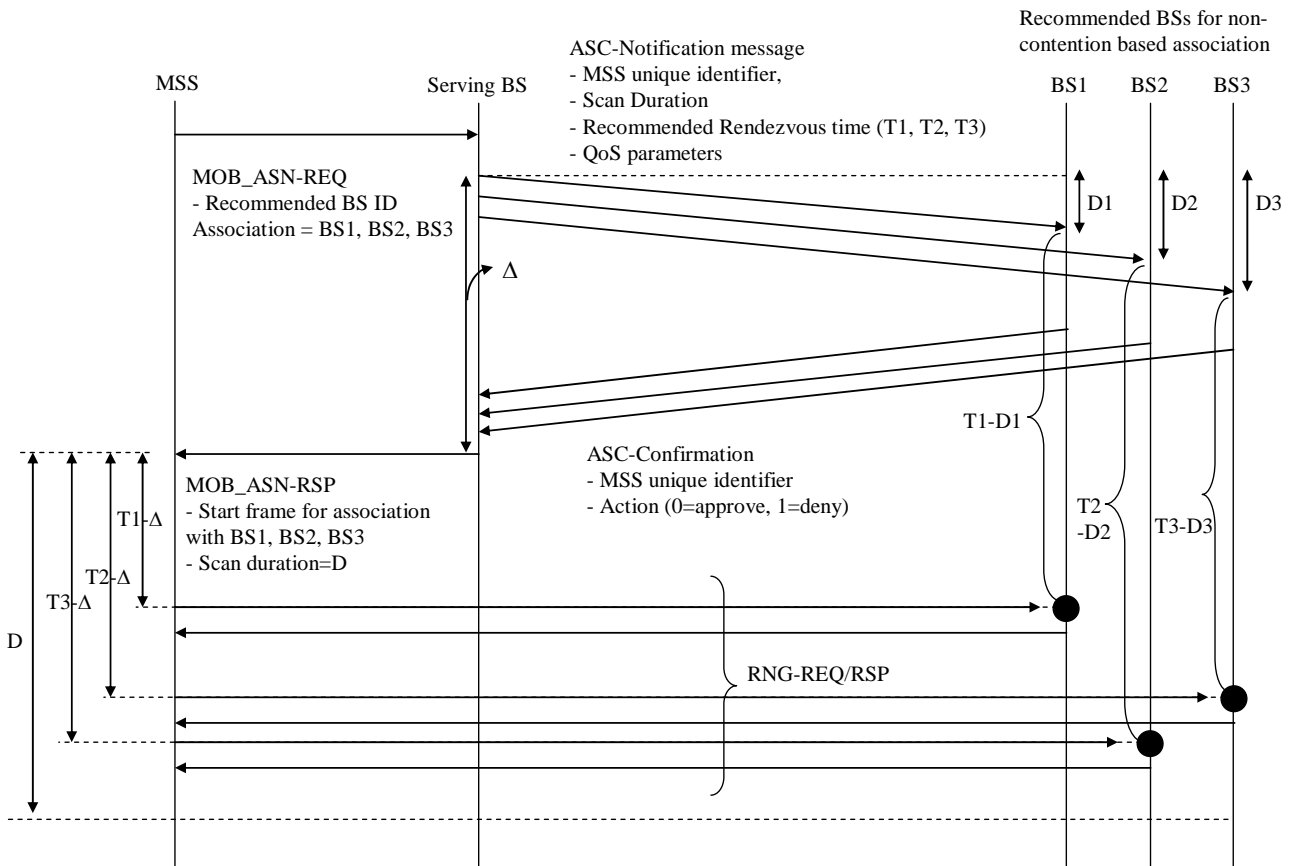 Recommended BSs for non-
contention based association
ASC-Notification message
- MSS unique identifier,
- Scan Duration
- Recommended Rendezvous time (T1, T2, T3)
- QoS parameters
MSS
Serving BS
BS1
BS2
BS3
MOB_ASN-REQ
- Recommended BS ID
Association = BS1, BS2, BS3
D1
D2
D3
Δ
T1-D1
ASC-Confirmation
- MSS unique identifier
- Action (0=approve, 1=deny)
T2
-D2
T3-D3
MOB_ASN-RSP
- Start frame for association
with BS1, BS2, BS3
- Scan duration=D
T1-Δ
T2-Δ
T3-Δ
D
RNG-REQ/RSP